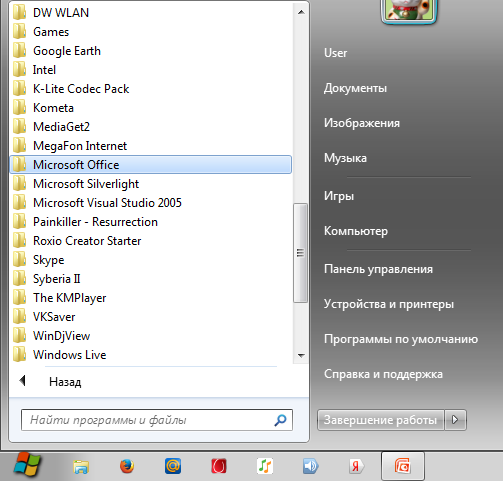 DW WLAN
Games
Google Earth
Intel
K-Lite Codec Pack
Kometa
MediaGet2
MegaFon Internet
Microsoft Office
Microsoft Silverlight
Microsoft Visual Studio 2005
Painkiller - Resurrection
Roxio Creator Starter
Skype
Syberia II
The KMPlayer
VKSaver
WinDjView
Windows Live
Назад
Найти программы и файлы
User
Документы
Изображения
Музыка
Игры
Компьютер
Панель управления
Устройства и принтеры
Программы по умолчанию
Справка и поддержка
Завершение работы